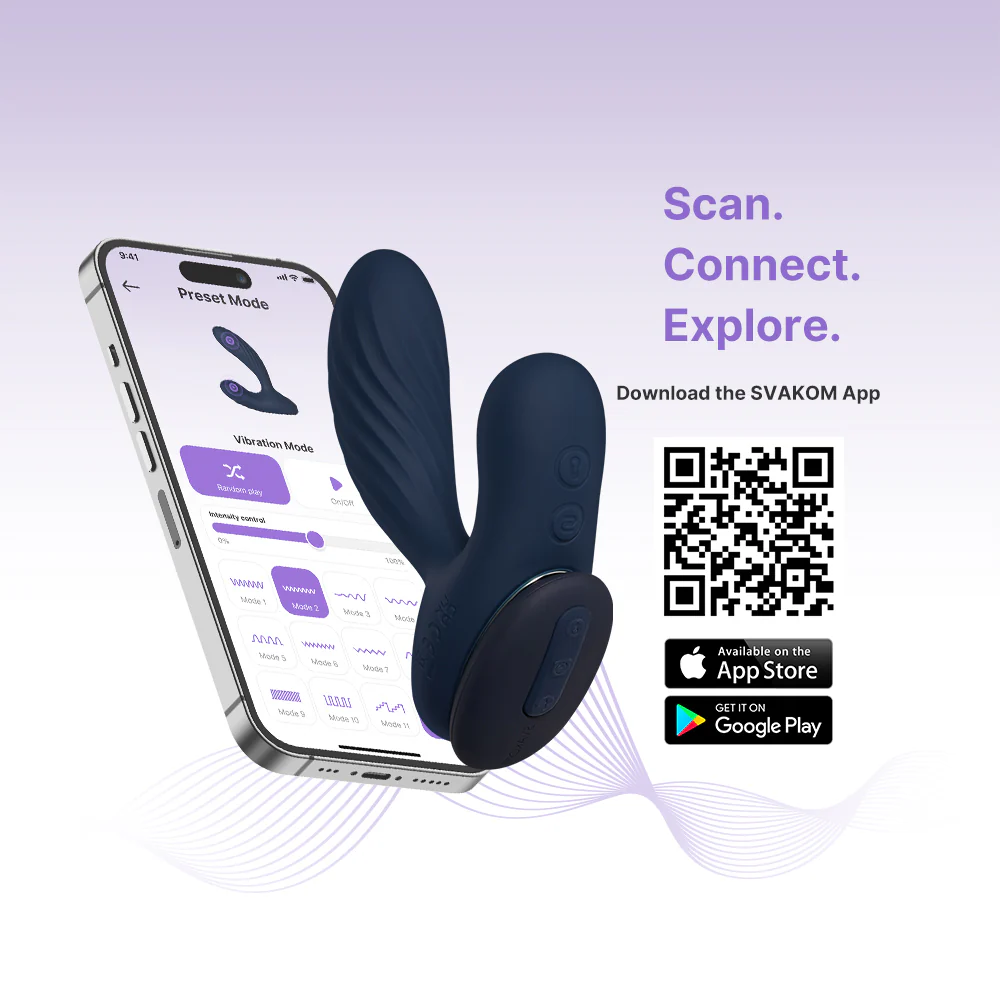 9:41
Preset Mode
Vibration Mode
Random play
On/Off
Intensity control
0%
100%
Mode 1
Mode 2
Mode 3
Mode
Mode 5
Mode 6
Mode 7
Mode 9
Mode 10
Mode 11
Scan.
Connect.
Explore.
Download the SVAKOM App
Available on the
App Store
GET IT ON
Google Play